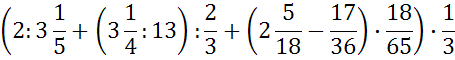 (2:3 1/5 + (3 1/4 :13) : 2/3 + (2 5/18 − 17/36) · 18/65) · 1/3